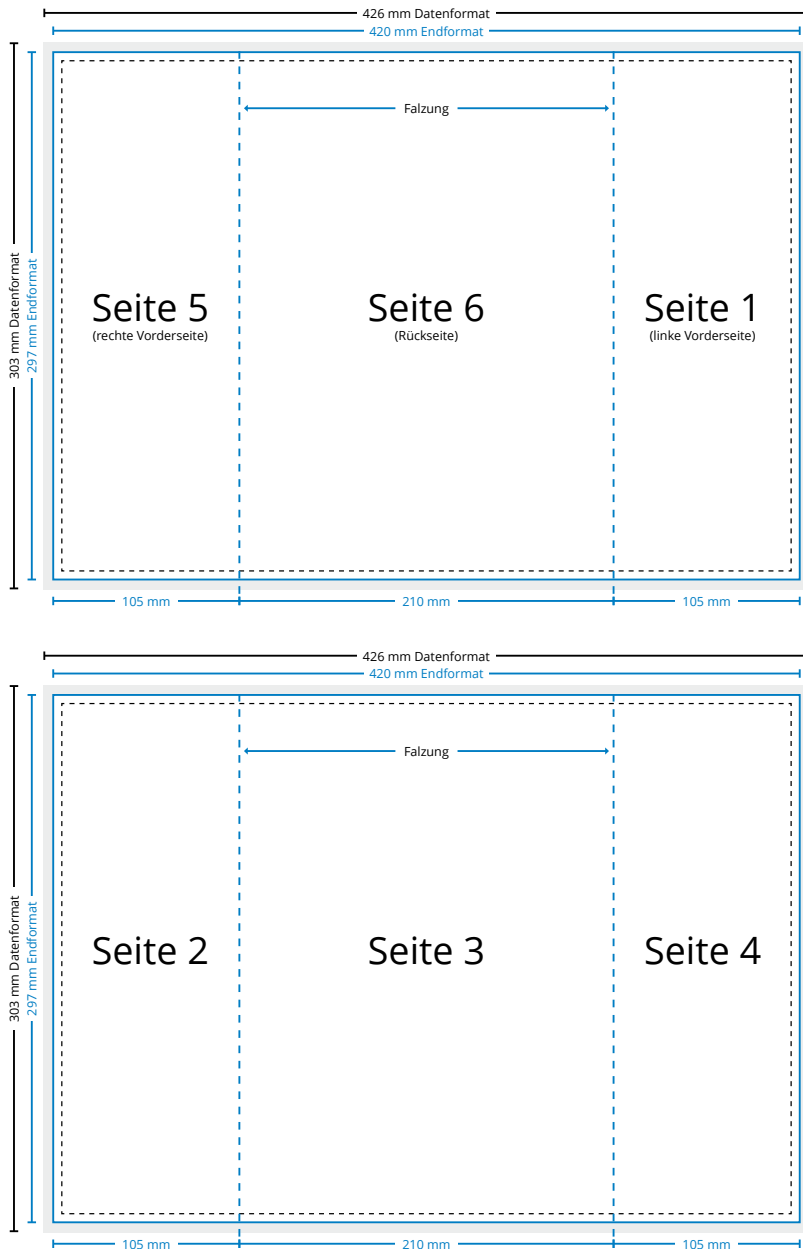 426 mm Datenformat
420 mm Endformat
Falzung
303 mm Datenformat
297 mm Endformat
Seite 5
(rechte Vorderseite)
Seite 6
(Rückseite)
Seite 1
(linke Vorderseite)
105 mm
210 mm
105 mm
426 mm Datenformat
420 mm Endformat
Falzung
303 mm Datenformat
297 mm Endformat
Seite 2
Seite 3
Seite 4
105 mm
210 mm
105 mm